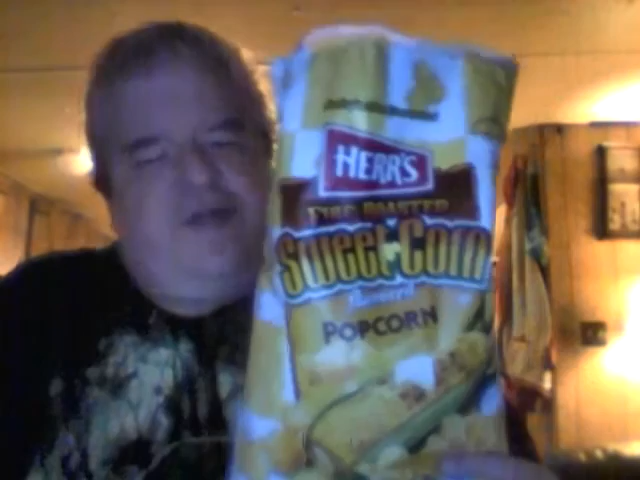 HERR'S
FIRE ROASTED
Sweet Corn
Flavored
POPCORN